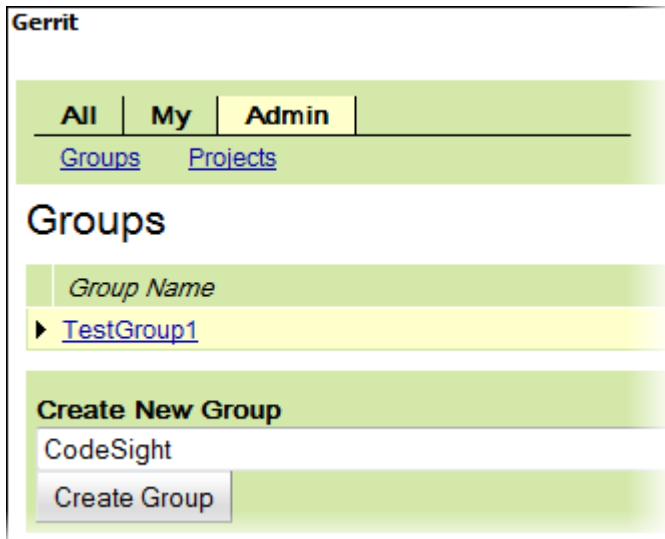 Gerrit
All My Admin
Groups Projects
Groups
Group Name
TestGroup1
Create New Group
CodeSight
Create Group